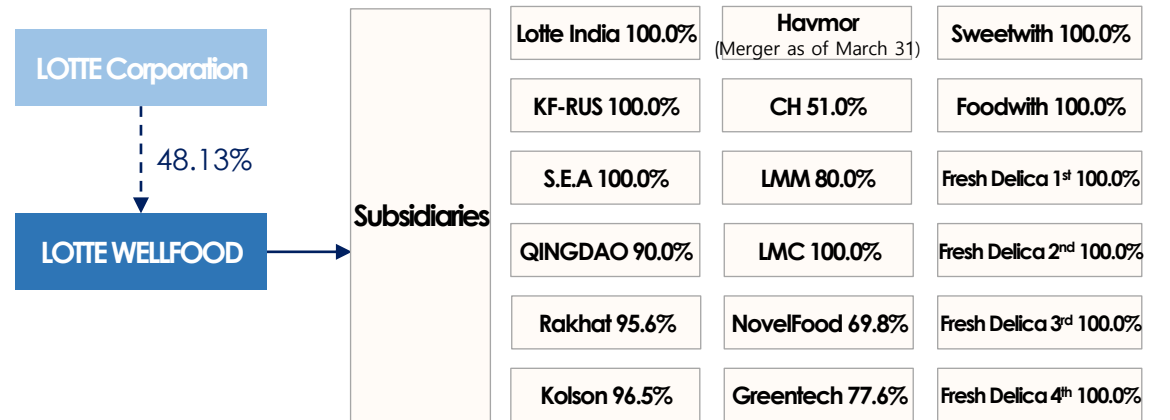 LOTTE Corporation
48.13%
LOTTE WELLFOOD
Subsidiaries
Lotte India 100.0%
KF-RUS 100.0%
S.E.A 100.0%
QINGDAO 90.0%
Rakhat 95.6%
Kolson 96.5%
Havmor
(Merger as of March 31)
CH 51.0%
LMM 80.0%
LMC 100.0%
NovelFood 69.8%
Greentech 77.6%
Sweetwith 100.0%
Foodwith 100.0%
Fresh Delica 1st 100.0%
Fresh Delica 2nd 100.0%
Fresh Delica 3rd 100.0%
Fresh Delica 4th 100.0%